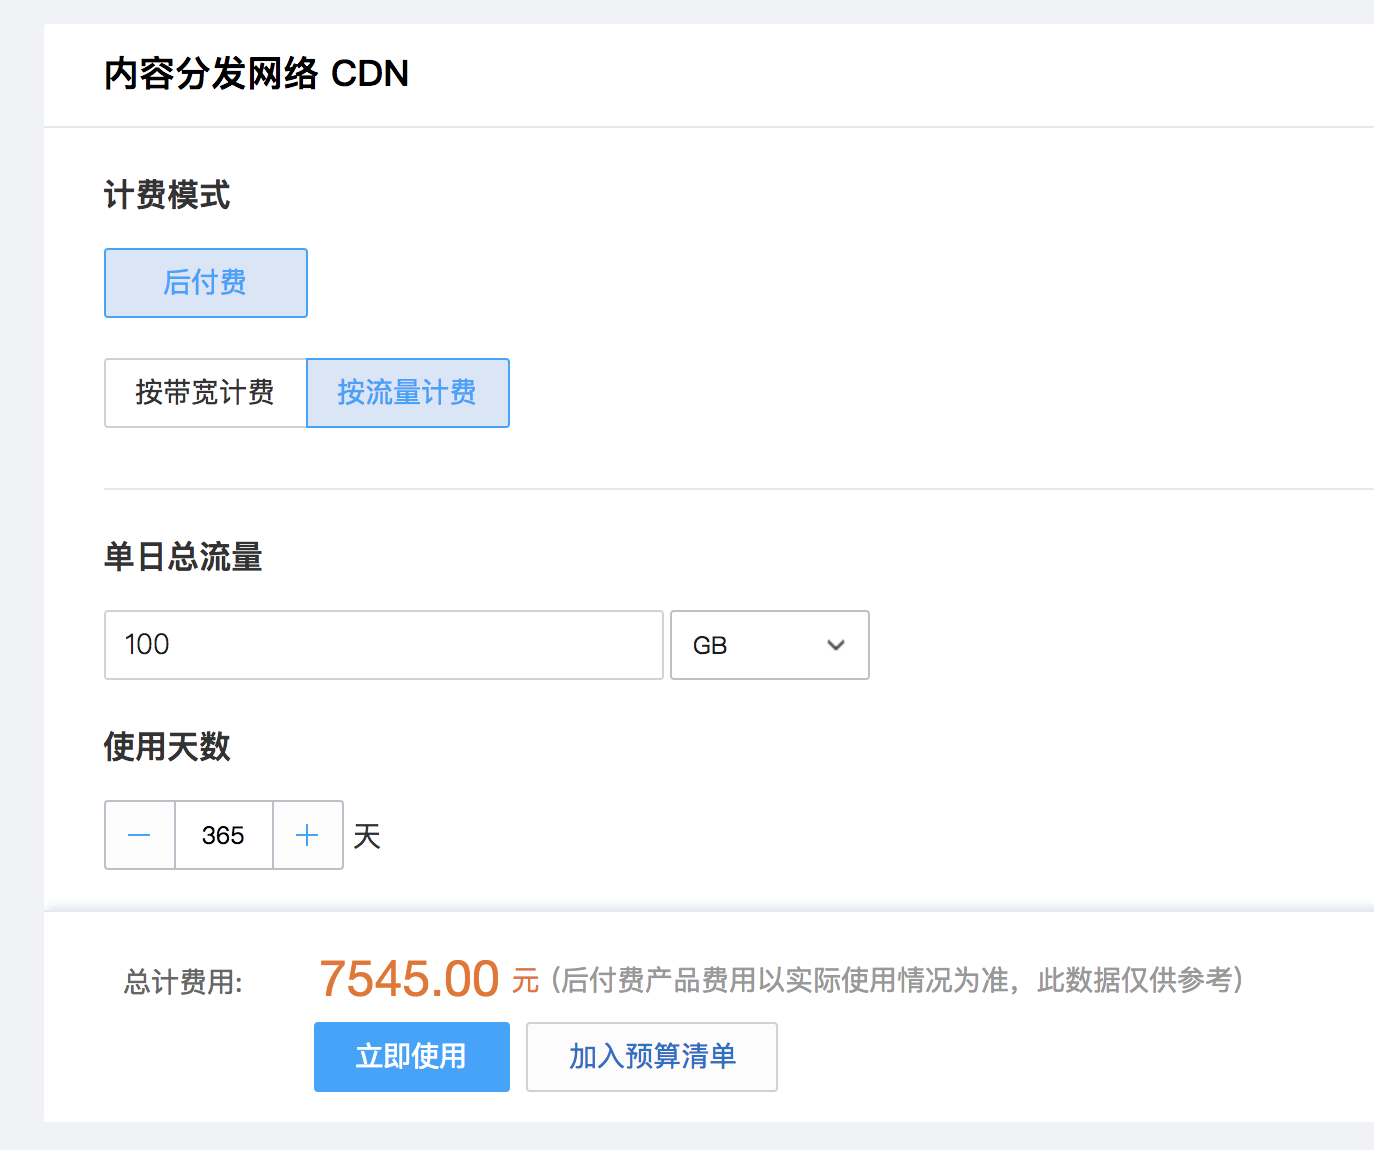 内容分发网络 CDN
计费模式
后付费
按带宽计费 按流量计费
单日总流量
100 GB
使用天数
365 天
总计费用: 7545.00 元 (后付费产品费用以实际使用情况为准，此数据仅供参考)
立即使用 加入预算清单